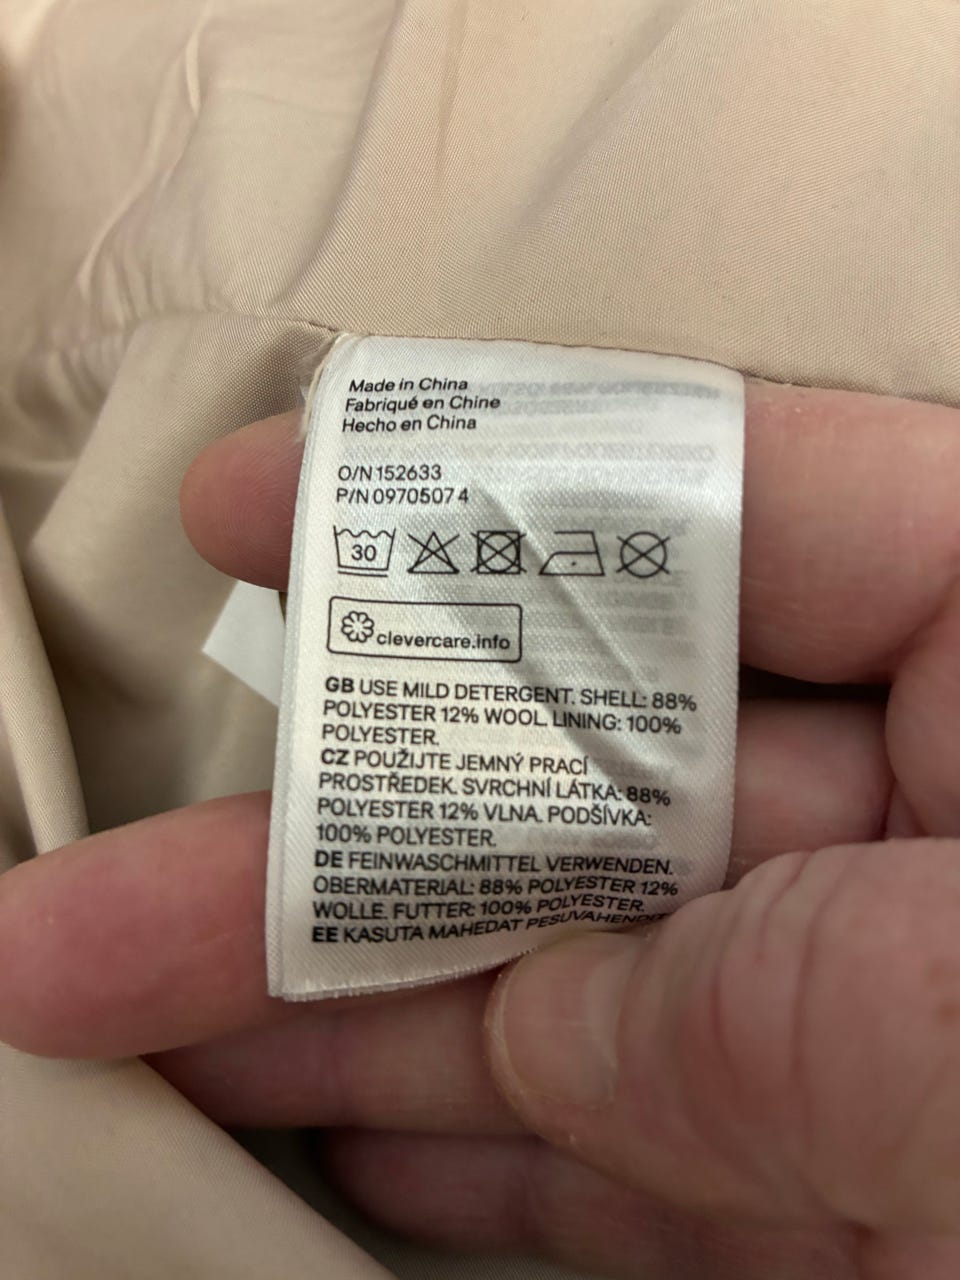 Made in China
Fabriqué en Chine
Hecho en China
O/N 152633
P/N 0970507 4
30
clevercare.info
GB USE MILD DETERGENT. SHELL: 88%
POLYESTER 12% WOOL. LINING: 100%
POLYESTER.
CZ POUŽIJTE JEMNÝ PRACÍ
PROSTŘEDEK. SVRCHNÍ LÁTKA: 88%
POLYESTER 12% VLNA. PODŠÍVKA:
100% POLYESTER.
DE FEINWASCHMITTEL VERWENDEN.
OBERMATERIAL: 88% POLYESTER 12%
WOLLE. FUTTER: 100% POLYESTER.
EE KASUTA MAHEDAT